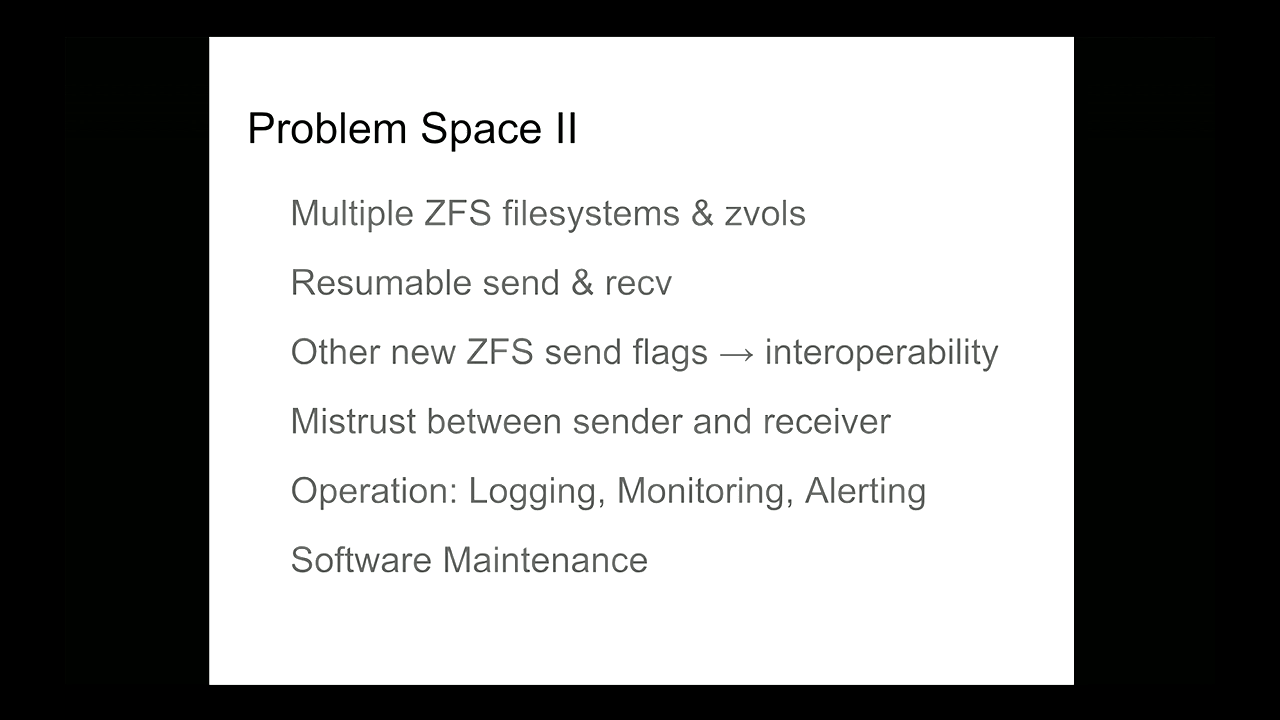 Problem Space II
Multiple ZFS filesystems & zvols
Resumable send & recv
Other new ZFS send flags → interoperability
Mistrust between sender and receiver
Operation: Logging, Monitoring, Alerting
Software Maintenance